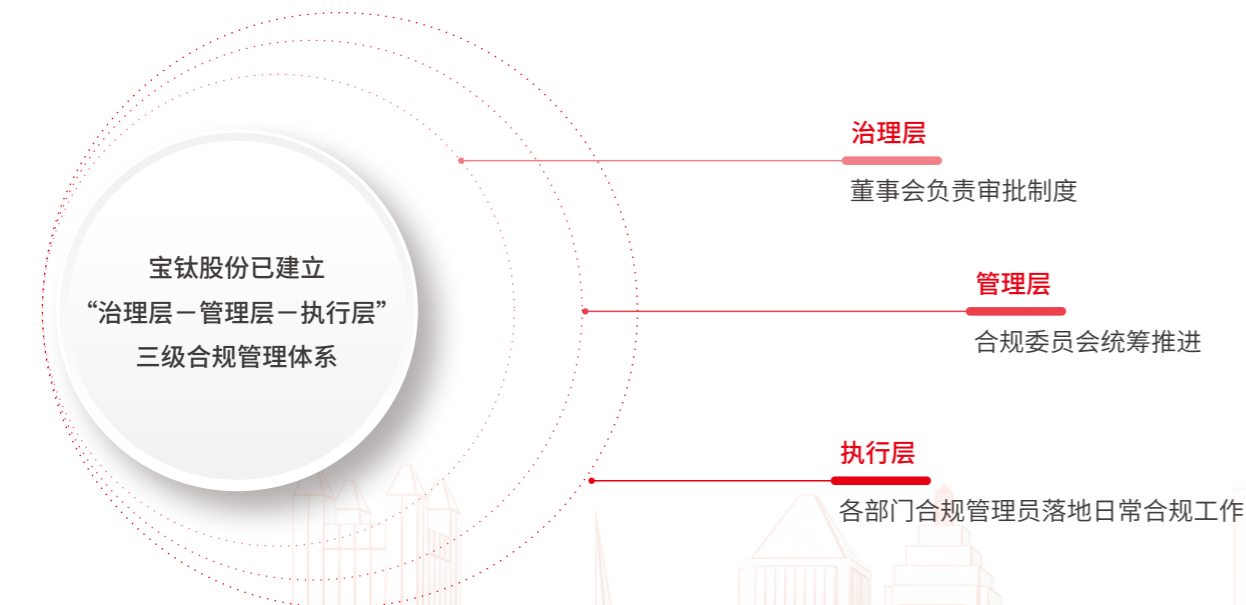 宝钛股份已建立
“治理层－管理层－执行层”
三级合规管理体系
治理层
董事会负责审批制度
管理层
合规委员会统筹推进
执行层
各部门合规管理员落地日常合规工作